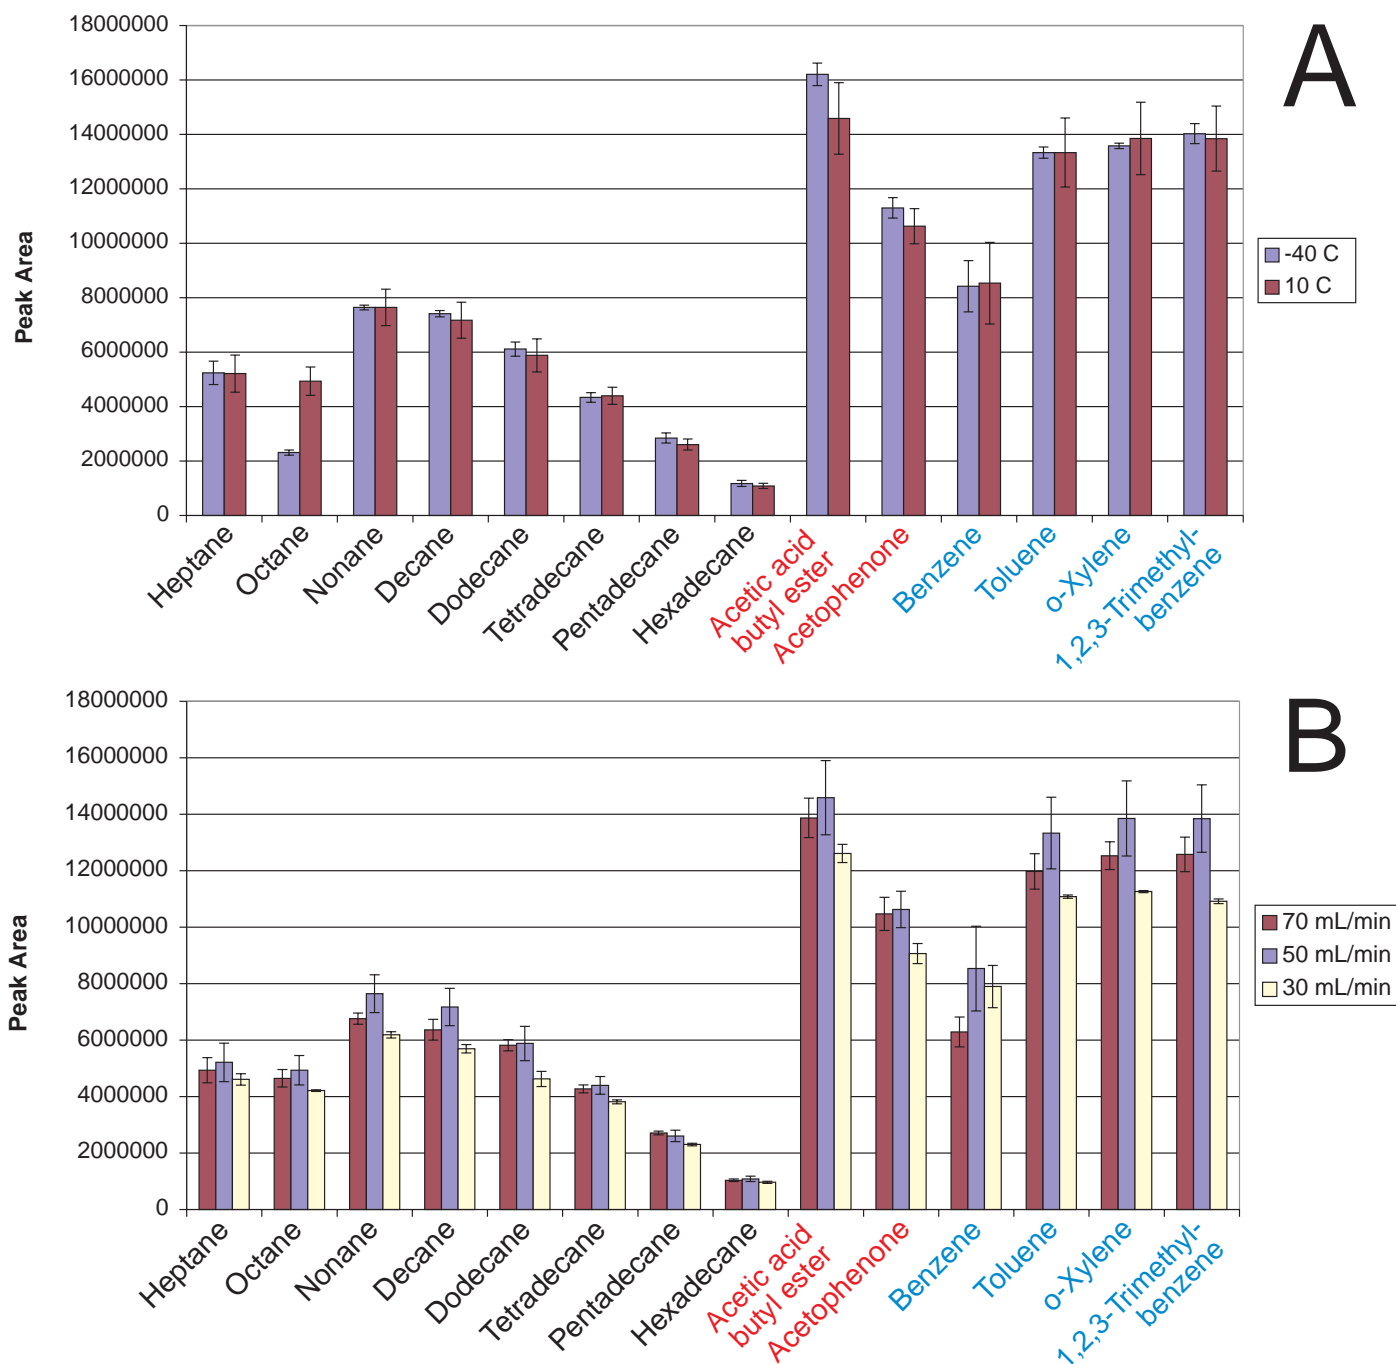 A
18000000
16000000
14000000
12000000
10000000
8000000
6000000
4000000
2000000
0
Peak Area
-40 C
10 C
Heptane
Octane
Nonane
Decane
Dodecane
Tetradecane
Pentadecane
Hexadecane
Acetic acid
butyl ester
Acetophenone
Benzene
Toluene
o-Xylene
1,2,3-Trimethyl-
benzene
B
18000000
16000000
14000000
12000000
10000000
8000000
6000000
4000000
2000000
0
Peak Area
70 mL/min
50 mL/min
30 mL/min
Heptane
Octane
Nonane
Decane
Dodecane
Tetradecane
Pentadecane
Hexadecane
Acetic acid
butyl ester
Acetophenone
Benzene
Toluene
o-Xylene
1,2,3-Trimethyl-
benzene